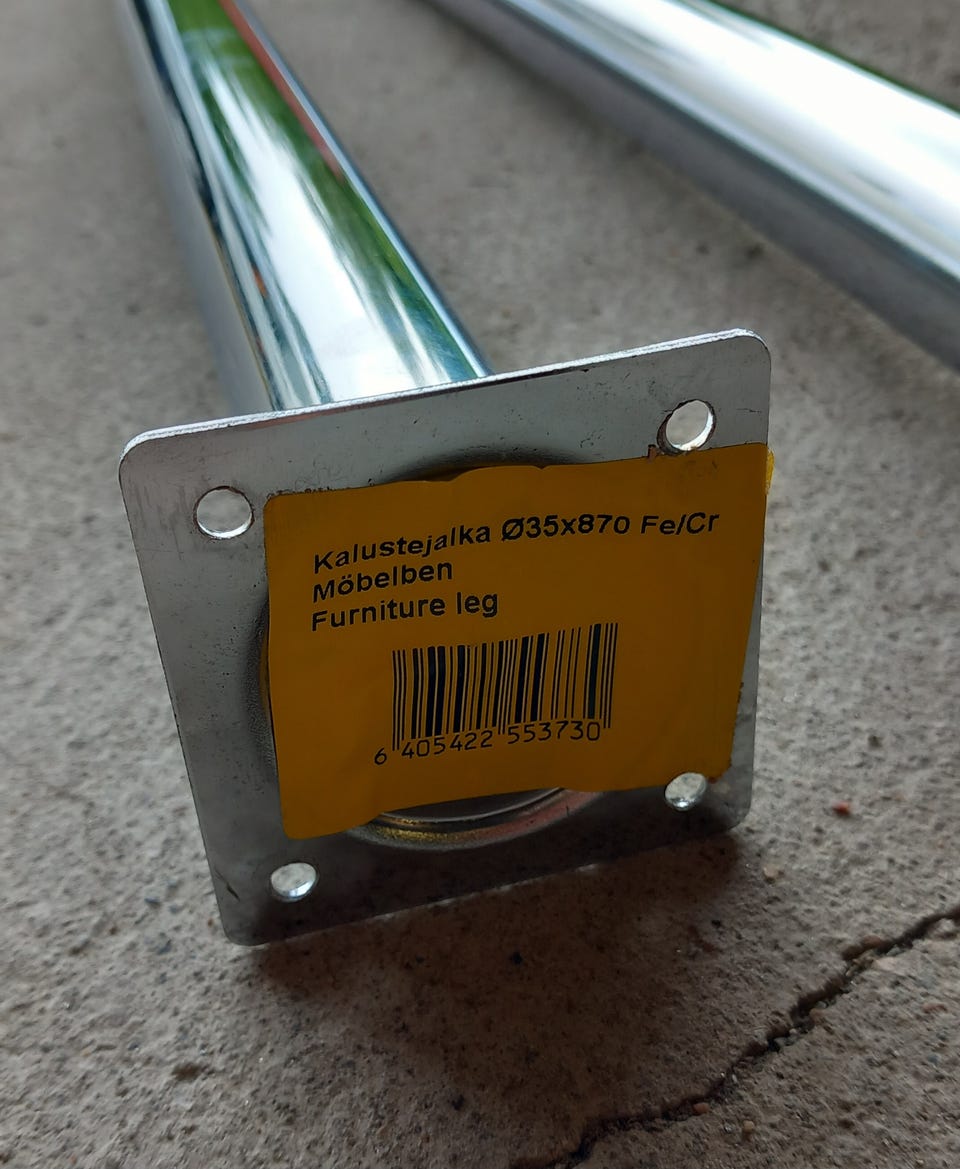 Kalustejalka Ø35x870 Fe/Cr
Möbelben
Furniture leg
6 405422 553730